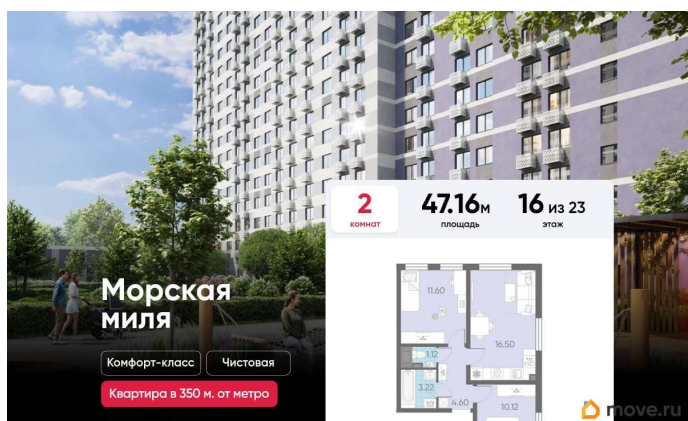 2
комнат
47.16м
площадь
16 из 23
этаж
Морская
миля
Комфорт-класс
Чистовая
Квартира в 350 м. от метро
11.60
16.50
1.12
3.22
4.60
10.12
move.ru